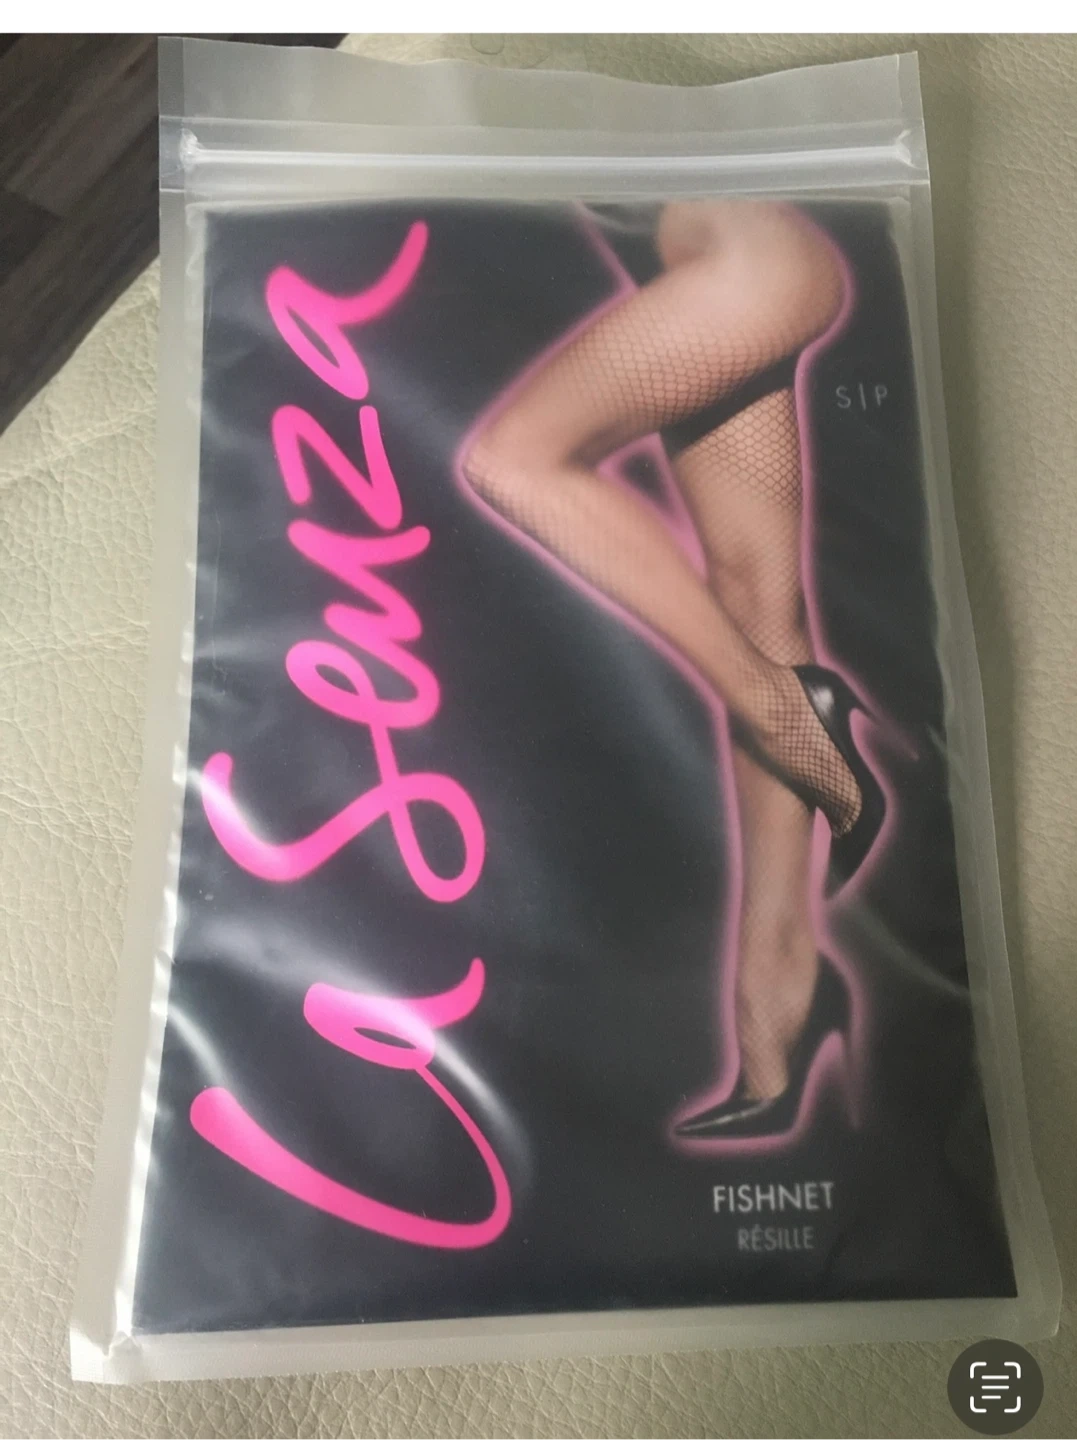 La Senza
S|P
FISHNET
RÉSILLE